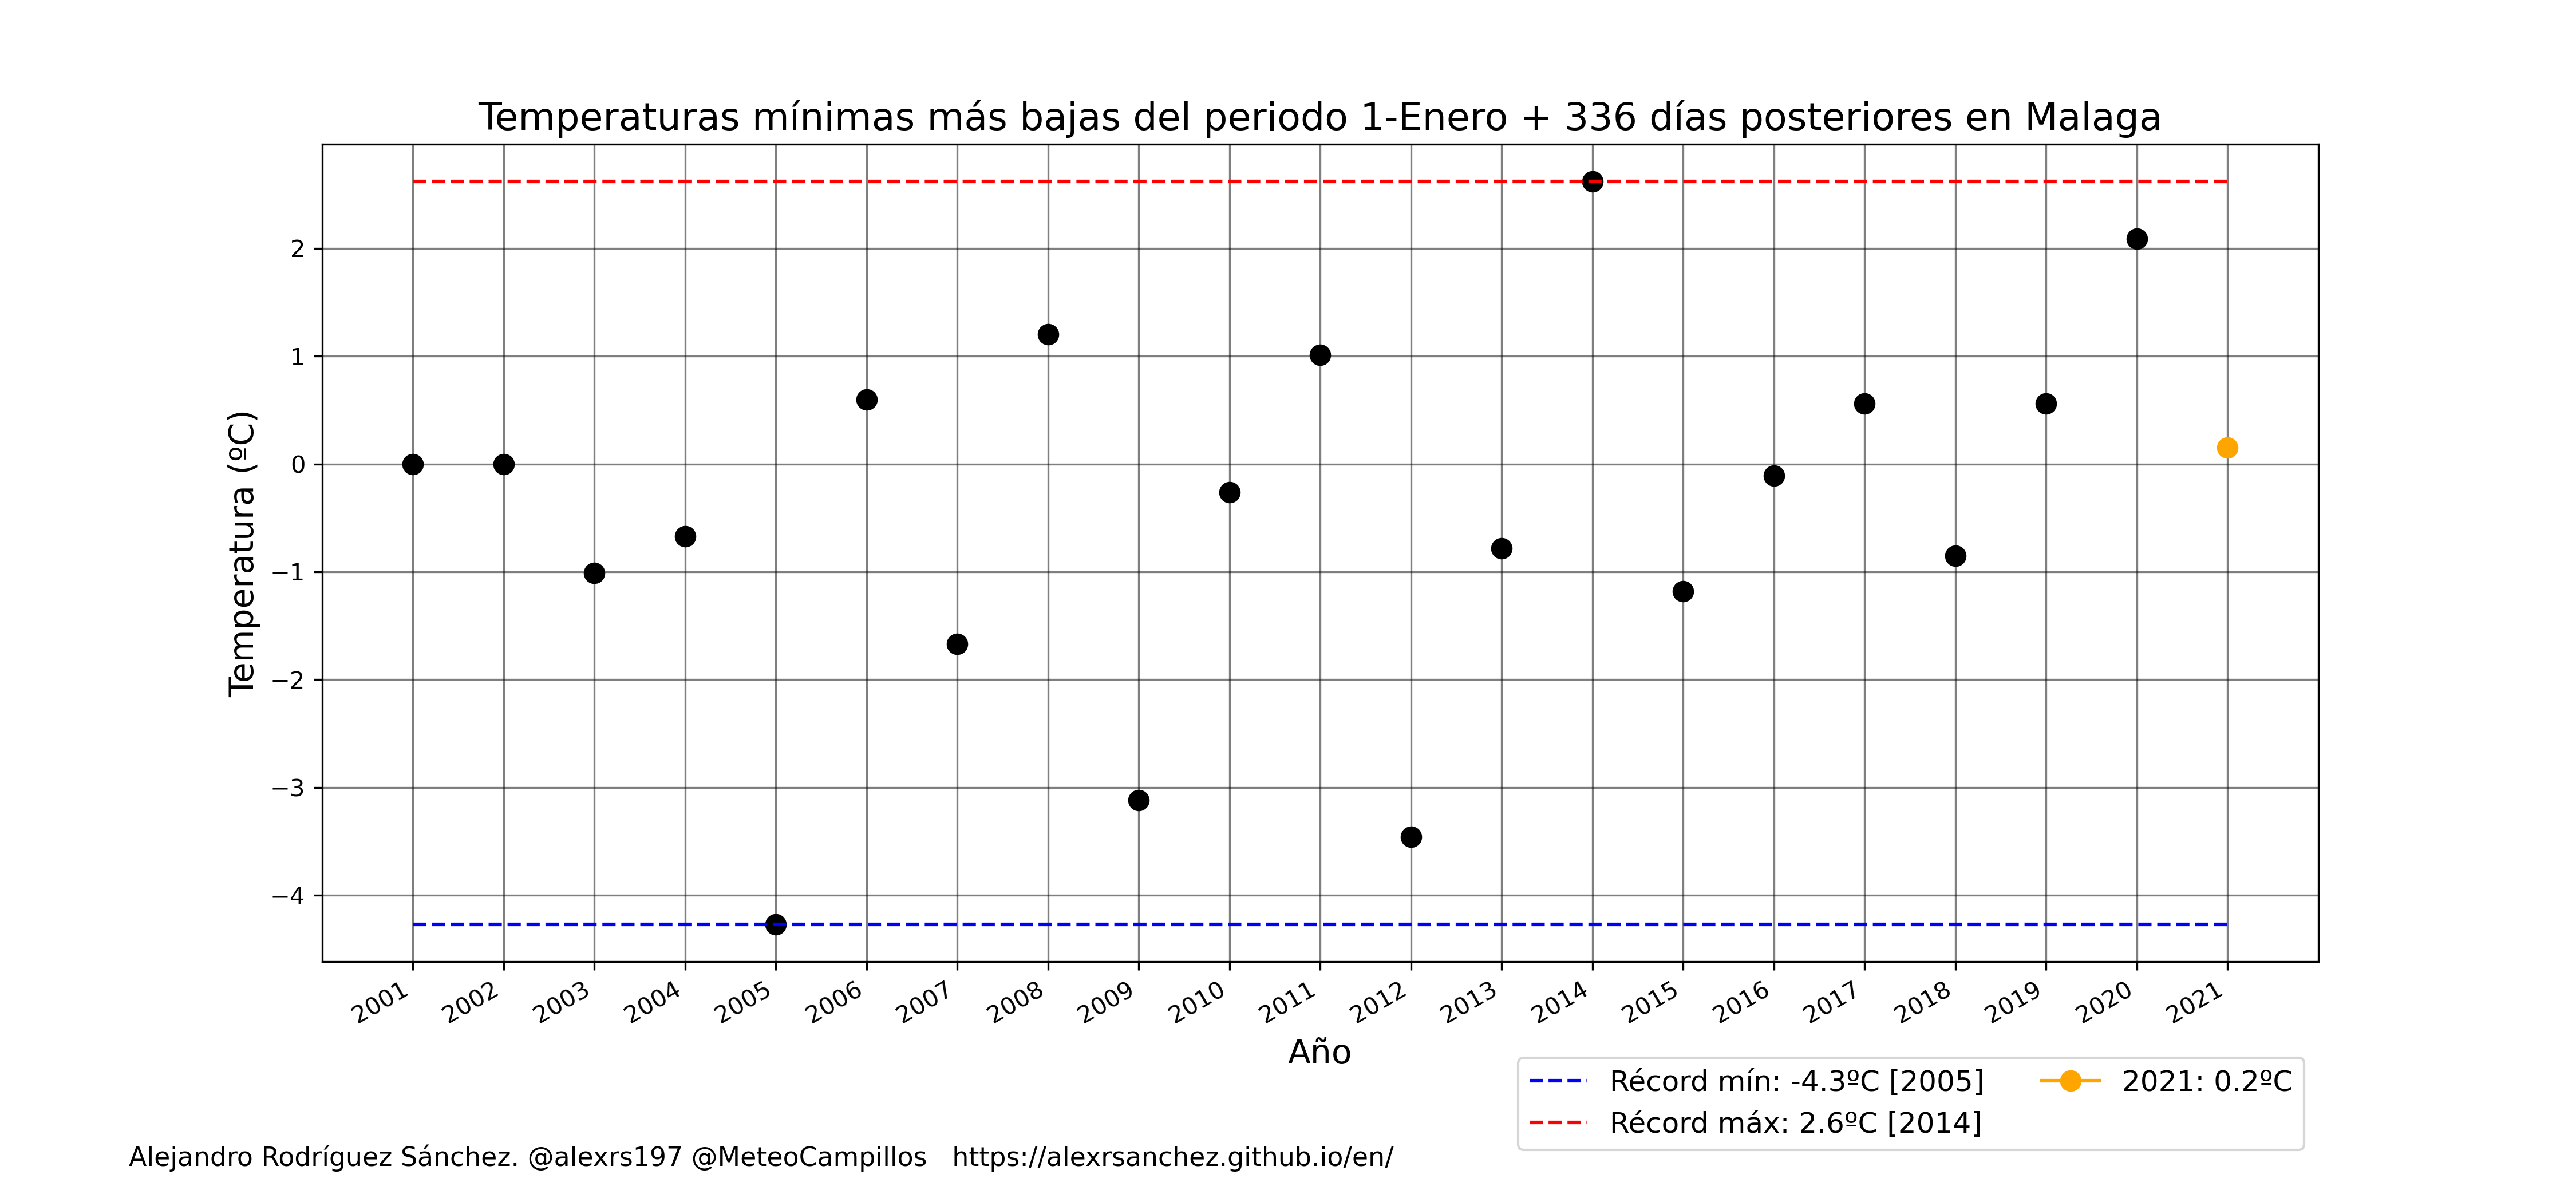 Temperaturas mínimas más bajas del periodo 1-Enero + 336 días posteriores en Malaga
Temperatura (ºC)
2
1
0
−1
−2
−3
−4
2001 2002 2003 2004 2005 2006 2007 2008 2009 2010 2011 2012 2013 2014 2015 2016 2017 2018 2019 2020 2021
Año
Récord mín: -4.3ºC [2005]
Récord máx: 2.6ºC [2014]
2021: 0.2ºC
Alejandro Rodríguez Sánchez. @alexrs197 @MeteoCampillos https://alexrsanchez.github.io/en/